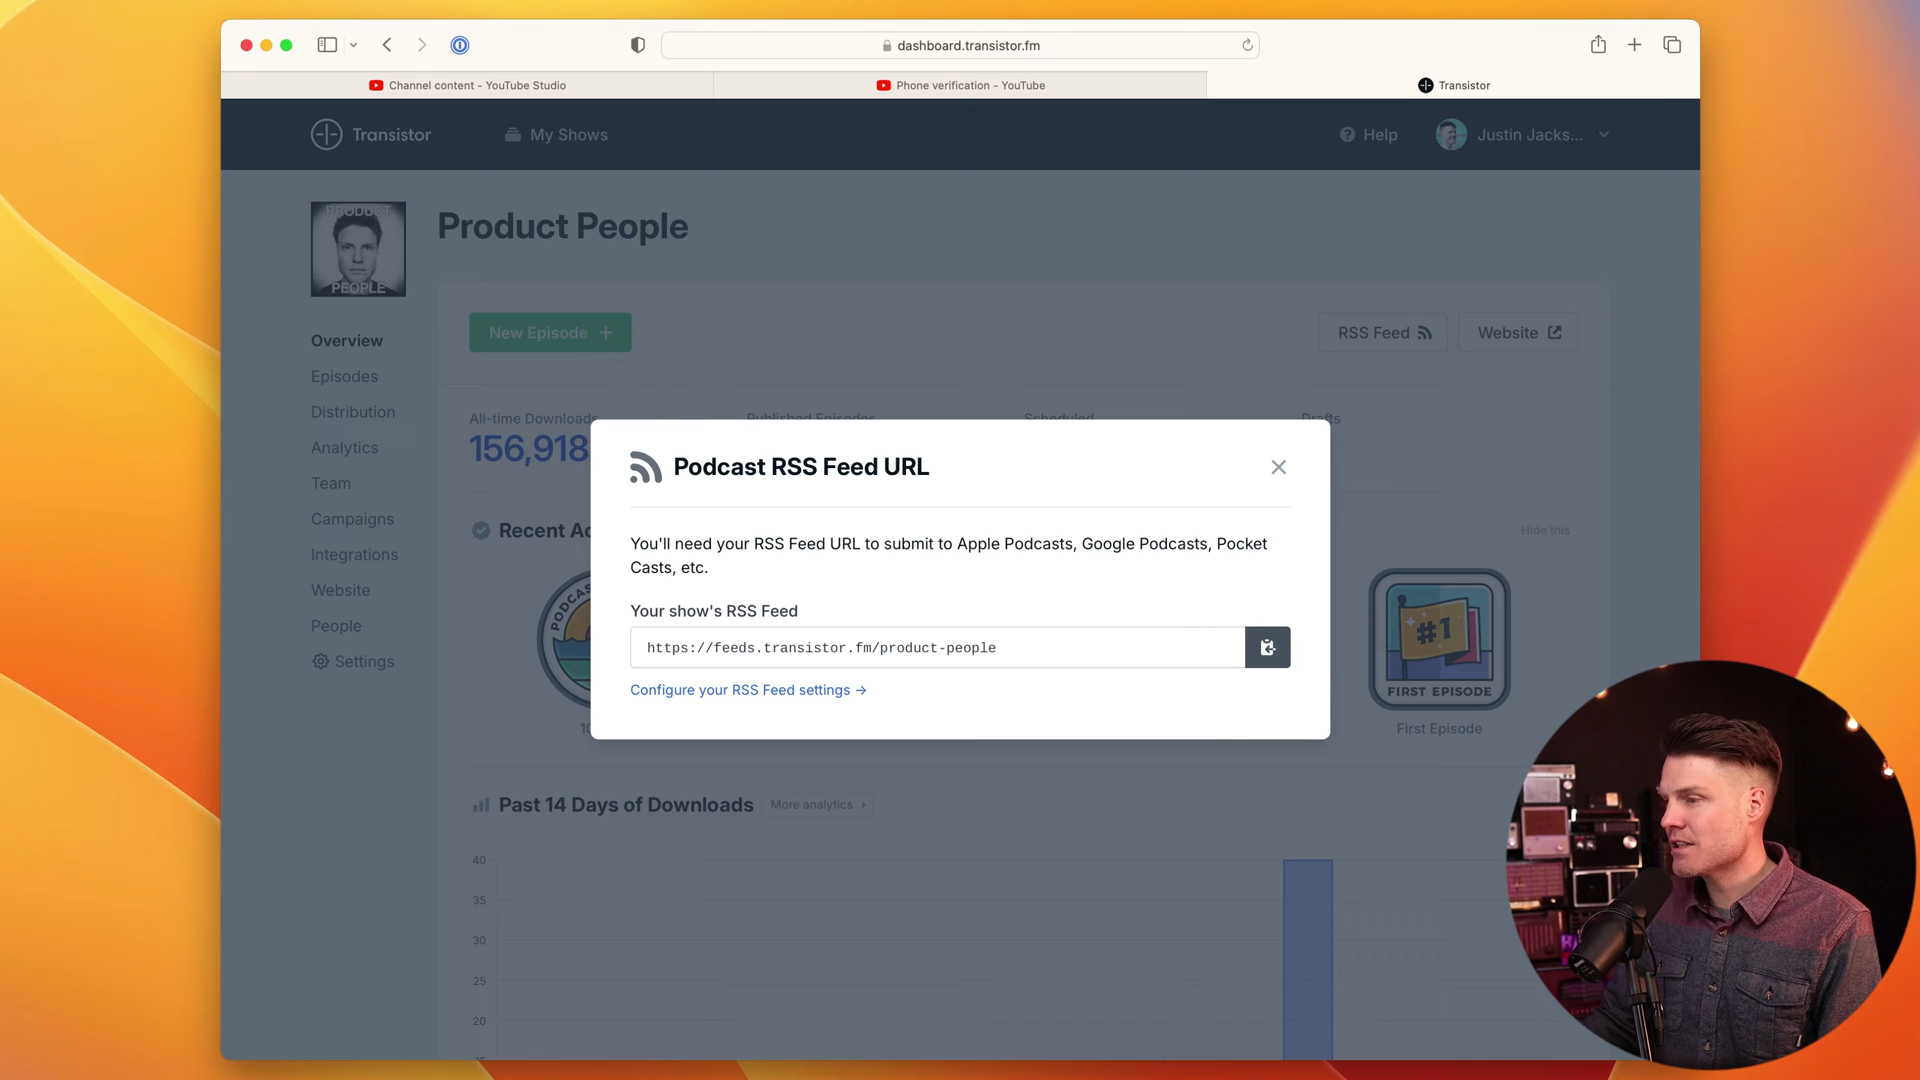 dashboard.transistor.fm
Channel content - YouTube Studio
Phone verification - YouTube
Transistor
Transistor
My Shows
Help
Justin Jacks...
PRODUCT
PEOPLE
Product People
Overview
Episodes
Distribution
Analytics
Team
Campaigns
Integrations
Website
People
Settings
New Episode +
RSS Feed
Website
All-time Downloads
Published Episodes
Scheduled
Drafts
156,918
Recent Ac
Hide this
PODCAS
Podcast RSS Feed URL
You'll need your RSS Feed URL to submit to Apple Podcasts, Google Podcasts, Pocket
Casts, etc.
Your show's RSS Feed
https://feeds.transistor.fm/product-people
Configure your RSS Feed settings →
#1
FIRST EPISODE
First Episode
Past 14 Days of Downloads
More analytics ›
40
35
30
25
20